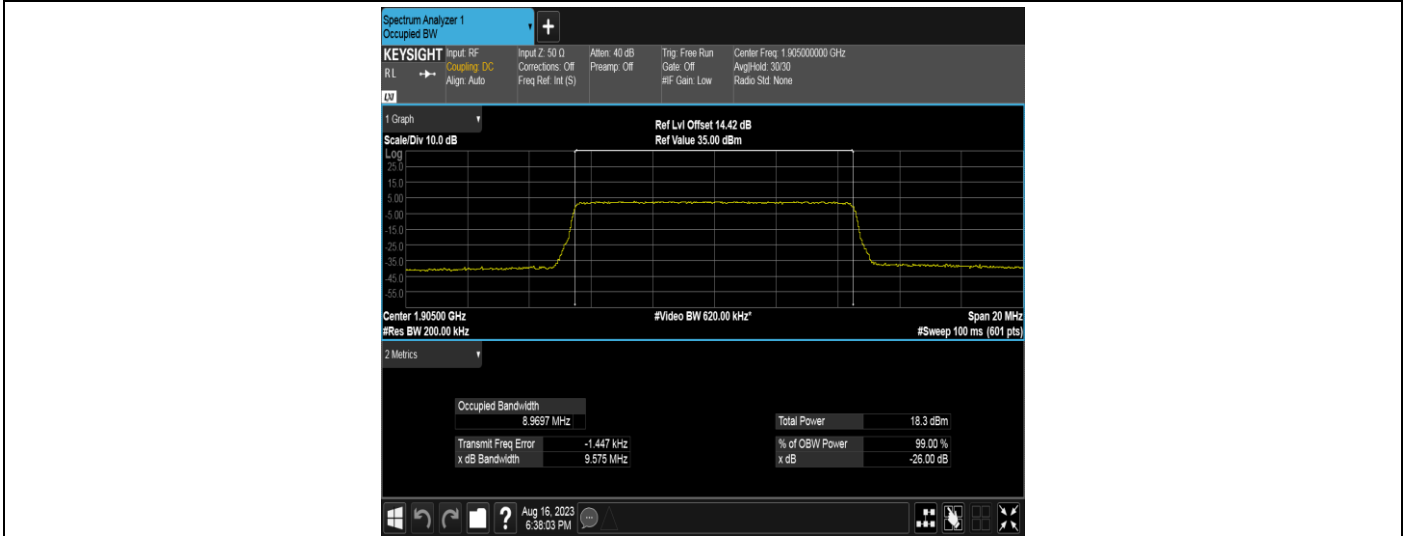 Spectrum Analyzer 1
Occupied BW
+
KEYSIGHT Input: RF Input Z: 50 Ω Atten: 40 dB Trig: Free Run Center Freq: 1.905000000 GHz
RL Coupling: DC Corrections: Off Preamp: Off Gate: Off Avg|Hold: 30/30
Align: Auto Freq Ref: Int (S) #IF Gain: Low Radio Std: None
LXI
1 Graph
Ref Lvl Offset 14.42 dB
Scale/Div 10.0 dB Ref Value 35.00 dBm
Log
25.0
15.0
5.00
-5.00
-15.0
-25.0
-35.0
-45.0
-55.0
Center 1.90500 GHz #Video BW 620.00 kHz* Span 20 MHz
#Res BW 200.00 kHz #Sweep 100 ms (601 pts)
2 Metrics
Occupied Bandwidth
8.9697 MHz Total Power 18.3 dBm
Transmit Freq Error -1.447 kHz % of OBW Power 99.00 %
x dB Bandwidth 9.575 MHz x dB -26.00 dB
? Aug 16, 2023
6:38:03 PM